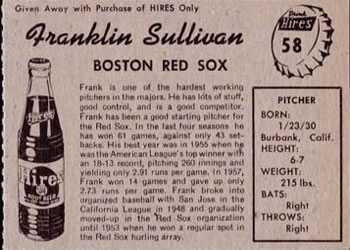 Given Away with Purchase of HIRES Only
Drink
Hires
58
Franklin Sullivan
BOSTON RED SOX
Frank is one of the hardest working
pitchers in the majors. He has lots of stuff,
good control, and is a good competitor.
Frank has been a good starting pitcher for
the Red Sox. In the last four seasons he
has won 61 games, against only 43 set-
backs. His best year was in 1955 when he
was the American League's top winner with
an 18-13 record, pitching 260 innings and
yielding only 2.91 runs per game. In 1957,
Frank won 14 games and gave up only
2.73 runs per game. Frank broke into
organized baseball with San Jose in the
California League in 1948 and gradually
moved-up in the Red Sox organization
until 1953 when he won a regular spot in
the Red Sox hurling array.
Hires
ROOT BEER
PITCHER
BORN:
1/23/30
Burbank, Calif.
HEIGHT:
6-7
WEIGHT:
215 lbs.
BATS:
Right
THROWS:
Right